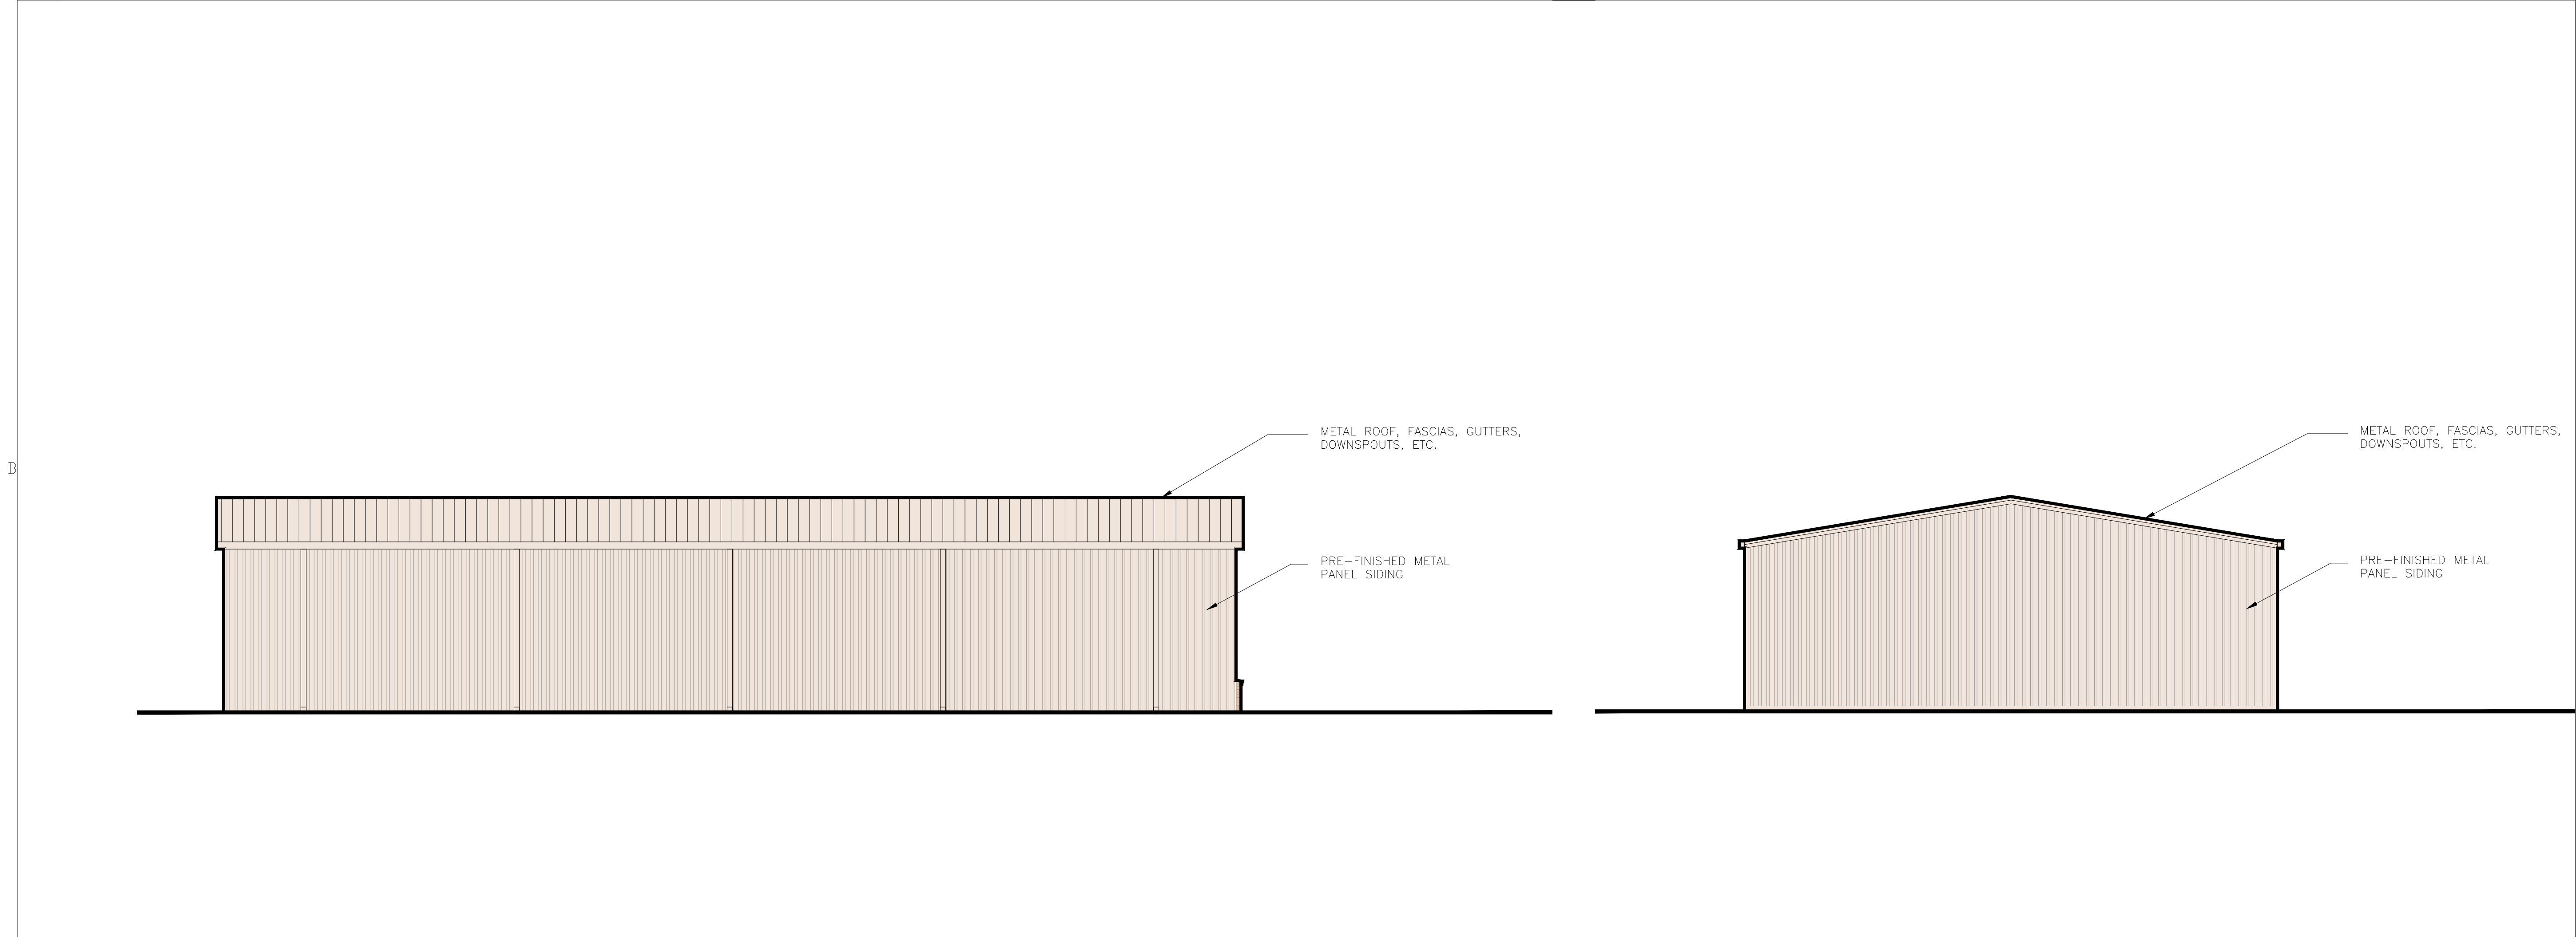 METAL ROOF, FASCIAS, GUTTERS,
DOWNSPOUTS, ETC.
PRE-FINISHED METAL
PANEL SIDING
B
METAL ROOF, FASCIAS, GUTTERS,
DOWNSPOUTS, ETC.
PRE-FINISHED METAL
PANEL SIDING